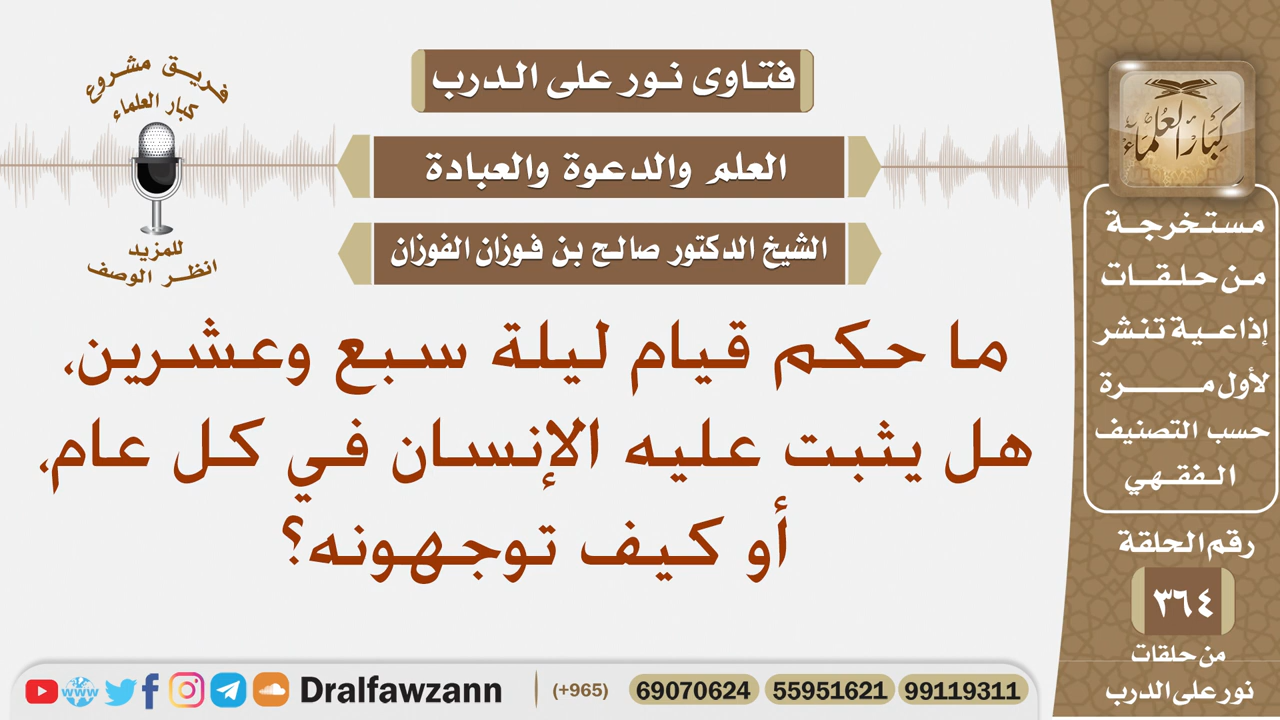 فريق مشروع
كبار العلماء
للمزيد
انظر الوصف
فتاوى نور على الدرب
العلم والدعوة والعبادة
الشيخ الدكتور صالح بن فوزان الفوزان
ما حكم قيام ليلة سبع وعشرين،
هل يثبت عليه الإنسان في كل عام،
أو كيف توجهونه؟
كبار العلماء
مستخرجة
من حلقات
إذاعية تنشر
لأول مرة
حسب التصنيف
الفقهي
رقم الحلقة
٣٦٤
من حلقات
نور على الدرب
www
Dralfawzann
(+965)
69070624
55951621
99119311